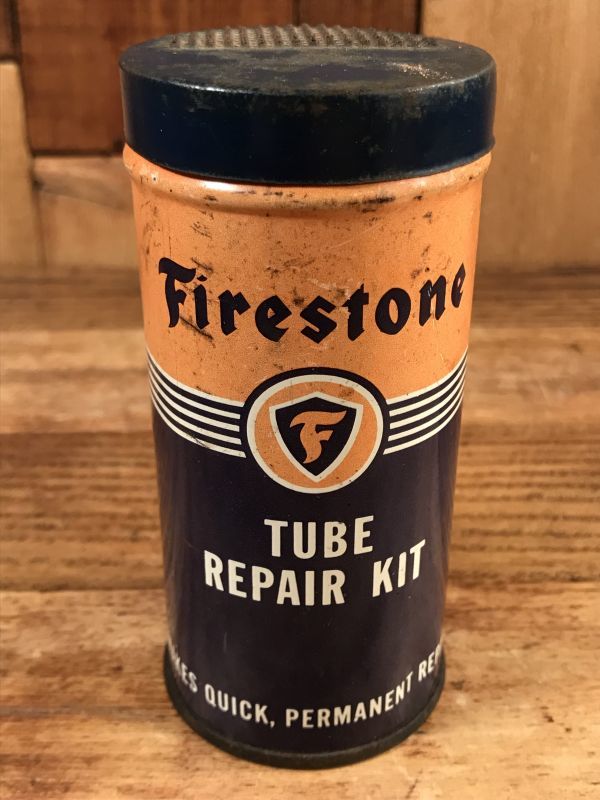 Firestone
F
TUBE
REPAIR KIT
QUICK, PERMANENT